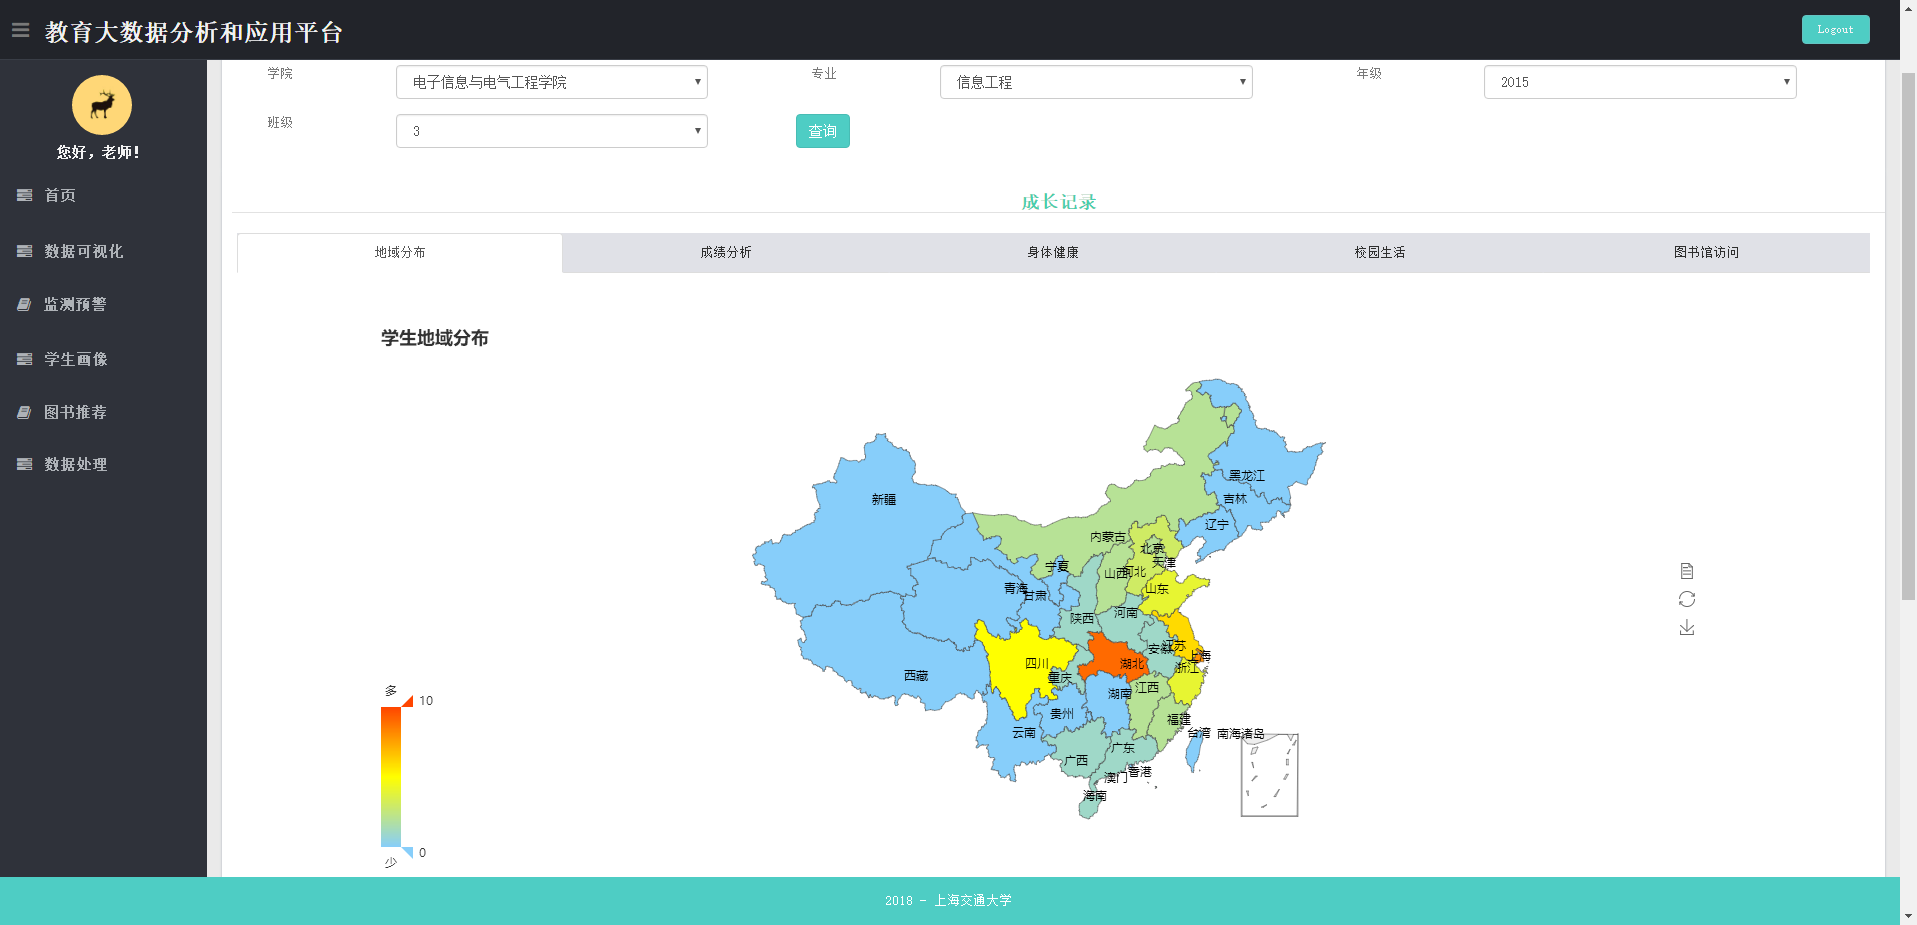 教育大数据分析和应用平台
Logout
您好，老师！
首页
数据可视化
监测预警
学生画像
图书推荐
数据处理
学院
电子信息与电气工程学院
专业
信息工程
年级
2015
班级
3
查询
成长记录
地域分布
成绩分析
身体健康
校园生活
图书馆访问
学生地域分布
黑龙江
新疆
吉林
辽宁
内蒙古
北京
天津
宁夏
山西
河北
青海
甘肃
山东
陕西
河南
江苏
安徽
上海
四川
湖北
浙江
西藏
重庆
湖南
江西
贵州
福建
云南
台湾
南海诸岛
广东
广西
澳门
香港
海南
多
10
0
少
2018 - 上海交通大学